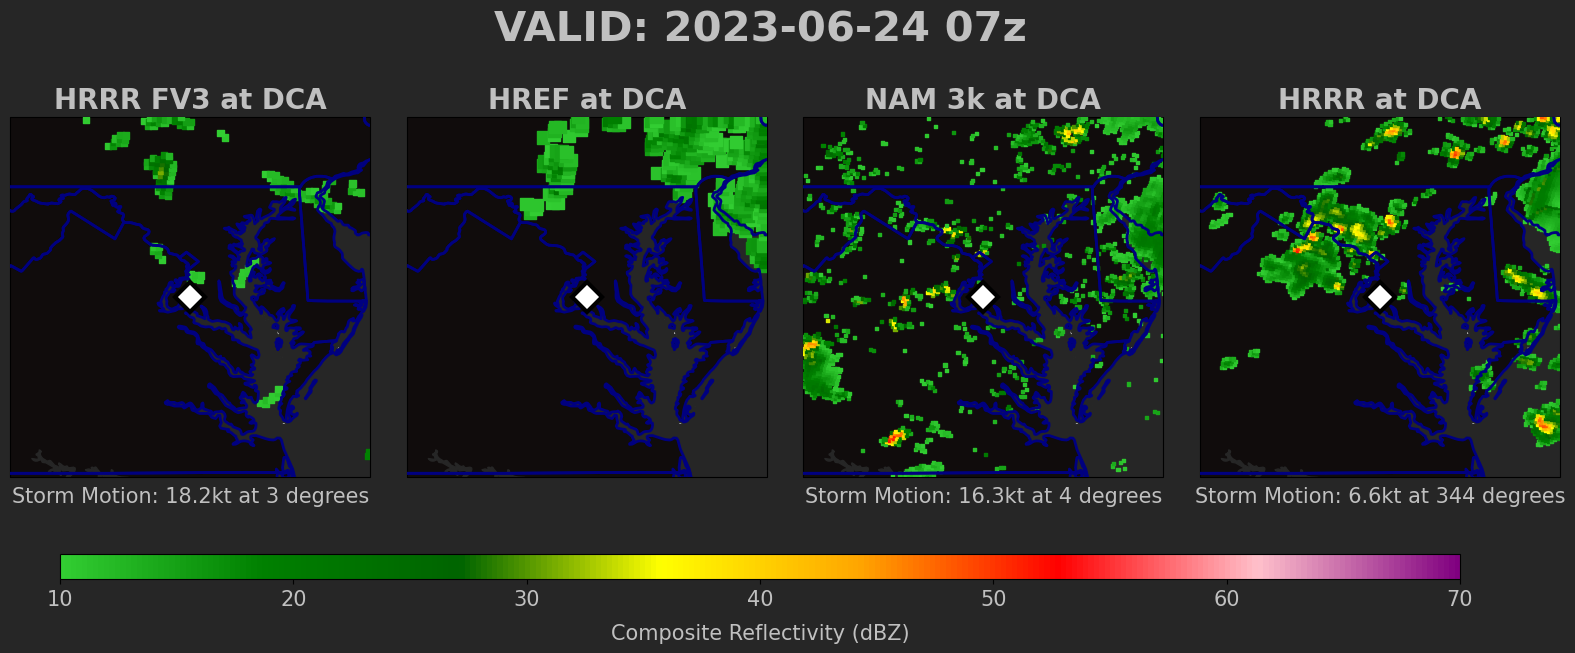 VALID: 2023-06-24 07z
HRRR FV3 at DCA
HREF at DCA
NAM 3k at DCA
HRRR at DCA
Storm Motion: 18.2kt at 3 degrees
Storm Motion: 16.3kt at 4 degrees
Storm Motion: 6.6kt at 344 degrees
10 20 30 40 50 60 70
Composite Reflectivity (dBZ)